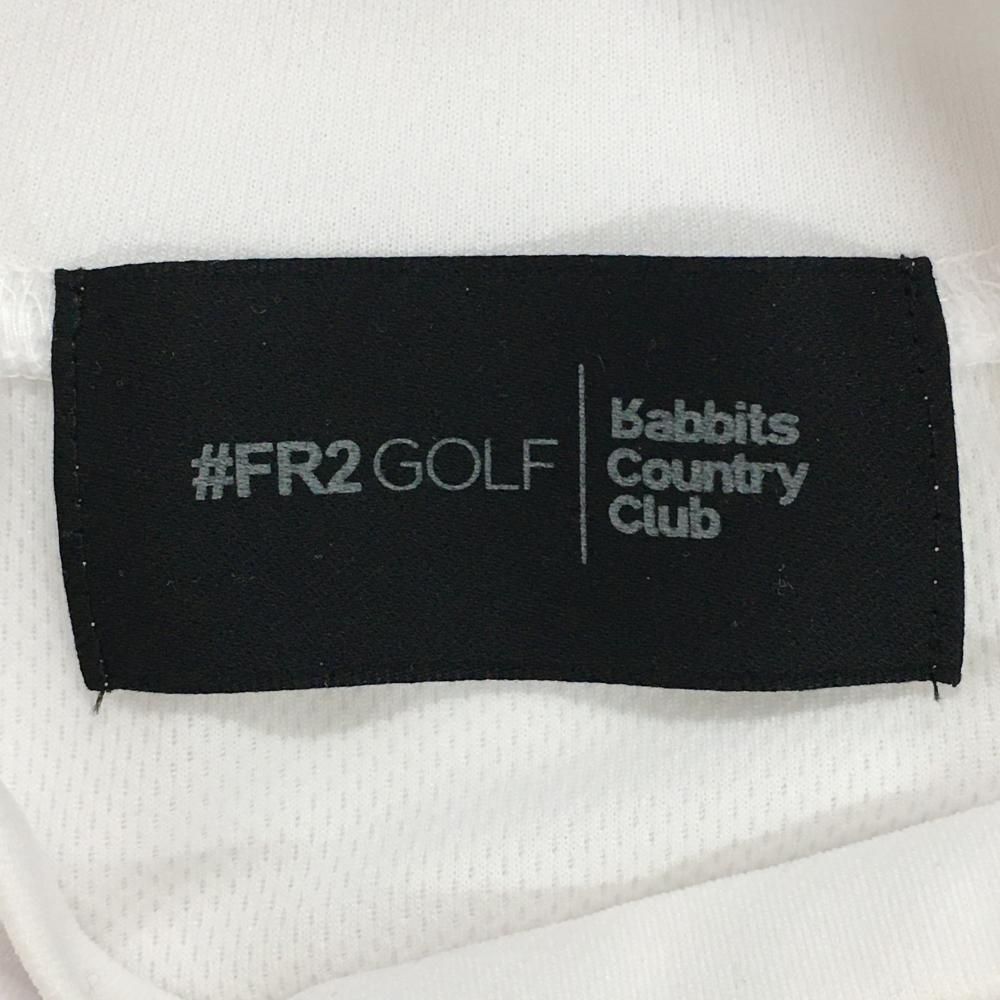 #FR2 GOLF
Rabbits
Country
Club